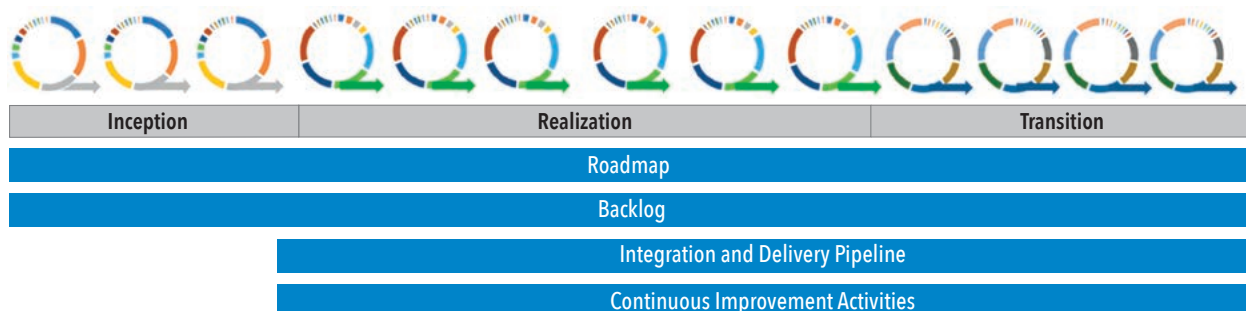 Inception Realization Transition
Roadmap
Backlog
Integration and Delivery Pipeline
Continuous Improvement Activities